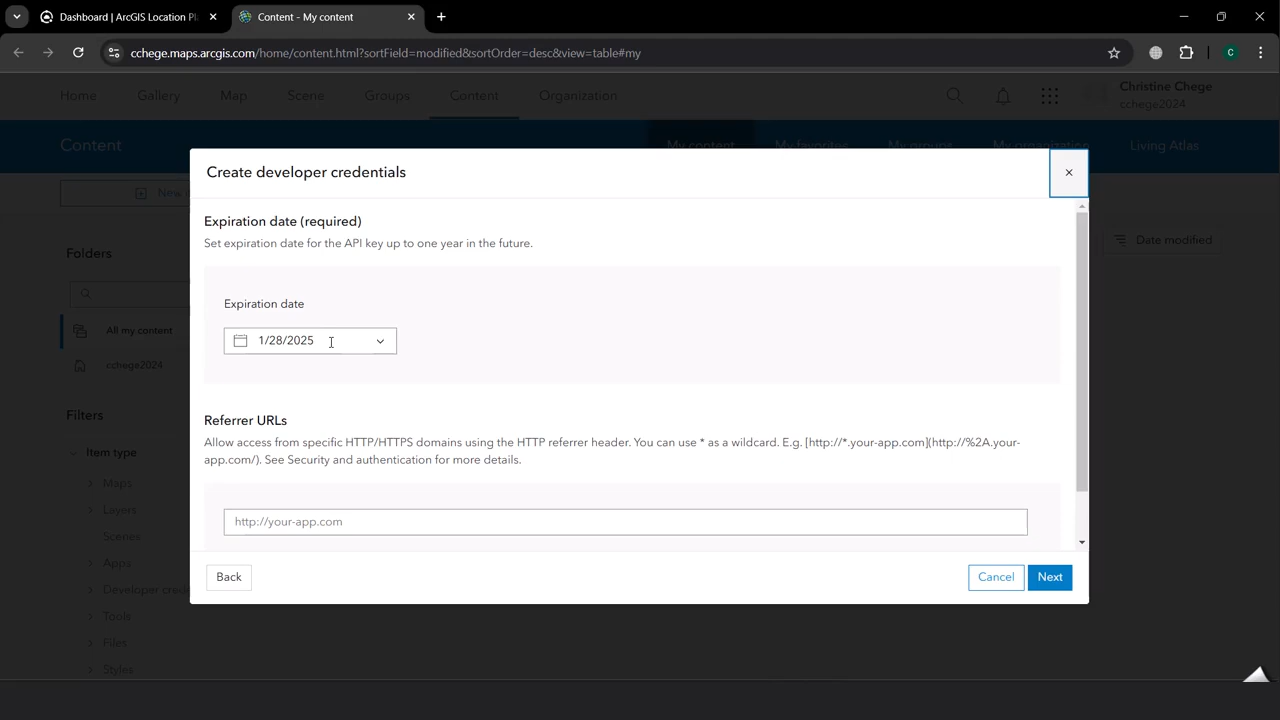 Dashboard | ArcGIS Location Pl
Content - My content
cchege.maps.arcgis.com/home/content.html?sortField=modified&sortOrder=desc&view=table#my
C
Home
Gallery
Map
Scene
Groups
Content
Organization
Christine Chege
cchege2024
Content
My content
My favorites
My groups
My organization
Living Atlas
New
Create developer credentials
Expiration date (required)
Set expiration date for the API key up to one year in the future.
Folders
Date modified
Expiration date
All my content
1/28/2025
cchege2024
Filters
Referrer URLs
Allow access from specific HTTP/HTTPS domains using the HTTP referrer header. You can use * as a wildcard. E.g. [http://*.your-app.com](http://%2A.your-
app.com/). See Security and authentication for more details.
Item type
Maps
Layers
http://your-app.com
Scenes
Apps
Developer cre
Back
Cancel
Next
Tools
Files
Styles